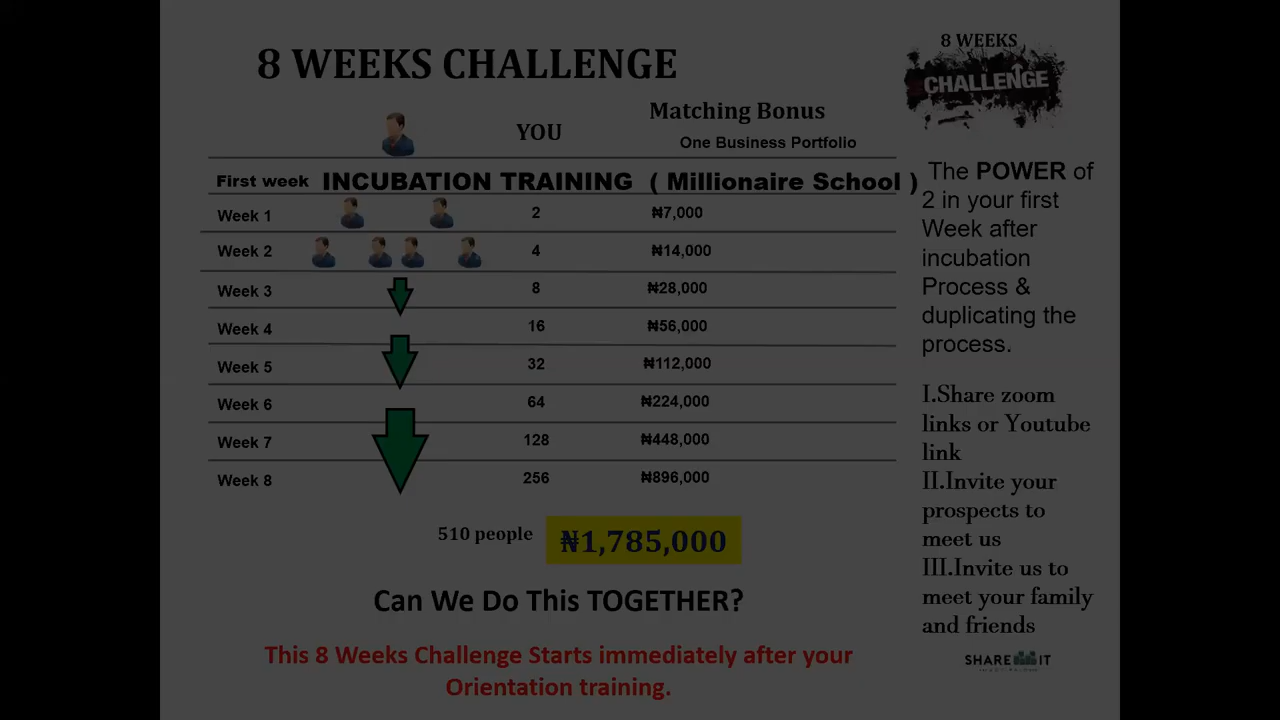 8 WEEKS CHALLENGE
YOU
Matching Bonus
One Business Portfolio
First week INCUBATION TRAINING ( Millionaire School )
Week 1 2 ₦7,000
Week 2 4 ₦14,000
Week 3 8 ₦28,000
Week 4 16 ₦56,000
Week 5 32 ₦112,000
Week 6 64 ₦224,000
Week 7 128 ₦448,000
Week 8 256 ₦896,000
510 people ₦1,785,000
Can We Do This TOGETHER?
This 8 Weeks Challenge Starts immediately after your
Orientation training.
8 WEEKS
CHALLENGE
The POWER of
2 in your first
Week after
incubation
Process &
duplicating the
process.
I.Share zoom
links or Youtube
link
II.Invite your
prospects to
meet us
III.Invite us to
meet your family
and friends
SHARE IT